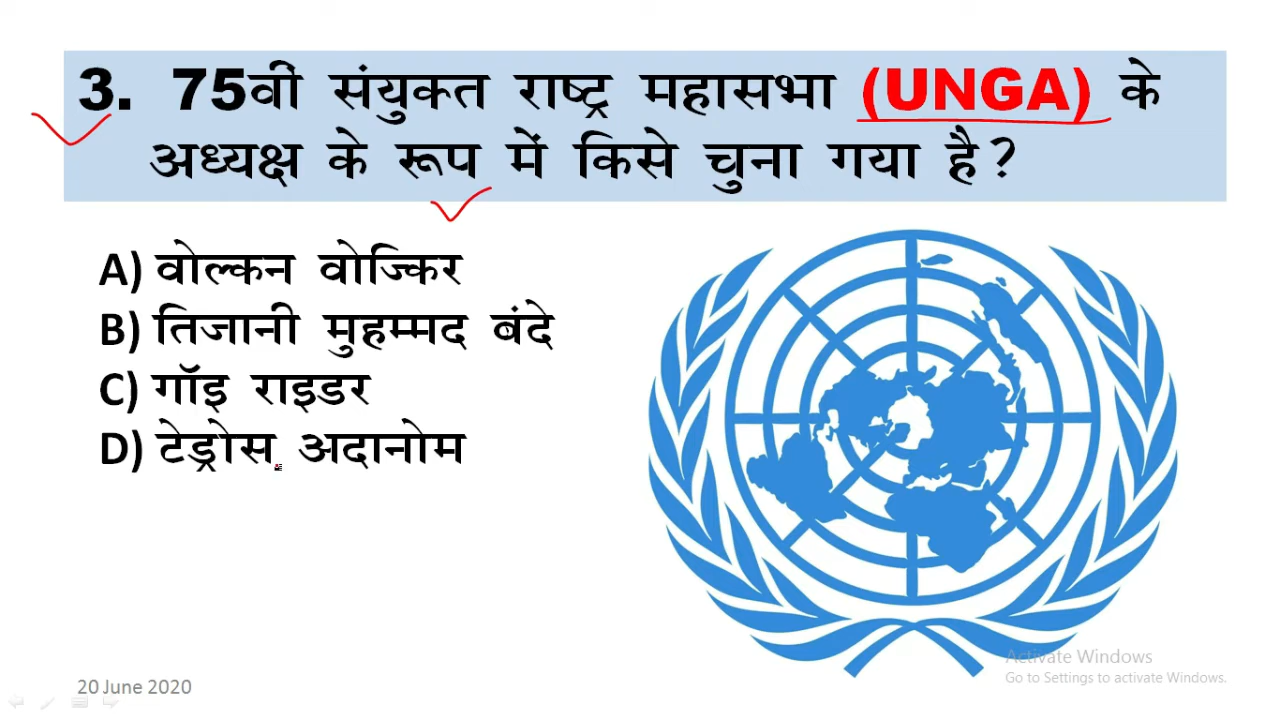 3. 75वीं संयुक्त राष्ट्र महासभा (UNGA) के
अध्यक्ष के रूप में किसे चुना गया है?
A) वोल्कन वोज्किर
B) तिजानी मुहम्मद बंदे
C) गॉइ राइडर
D) टेड्रोस अदानोम
Activate Windows
Go to Settings to activate Windows.
20 June 2020